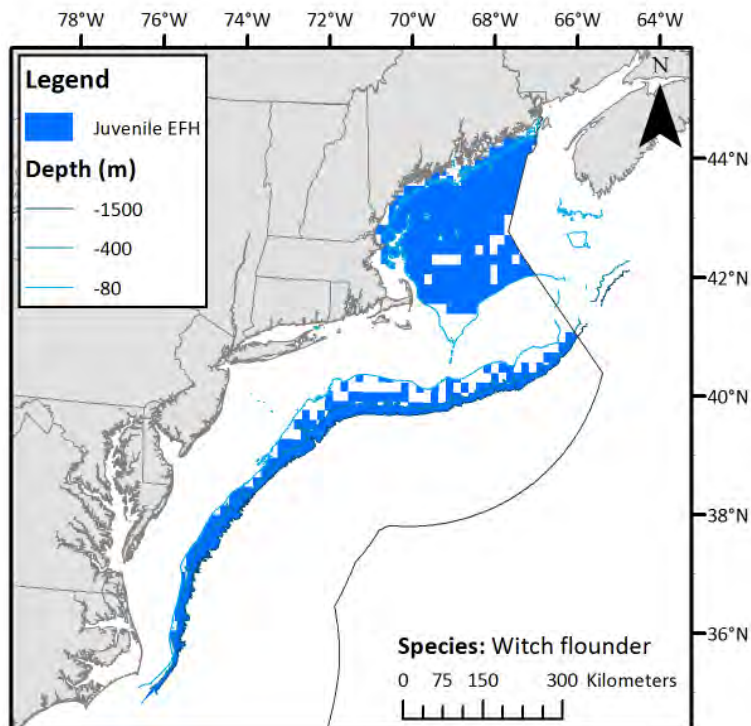 78°W 76°W 74°W 72°W 70°W 68°W 66°W 64°W
Legend
Juvenile EFH
Depth (m)
-1500
-400
-80
N
44°N
42°N
40°N
38°N
36°N
Species: Witch flounder
0 75 150 300 Kilometers